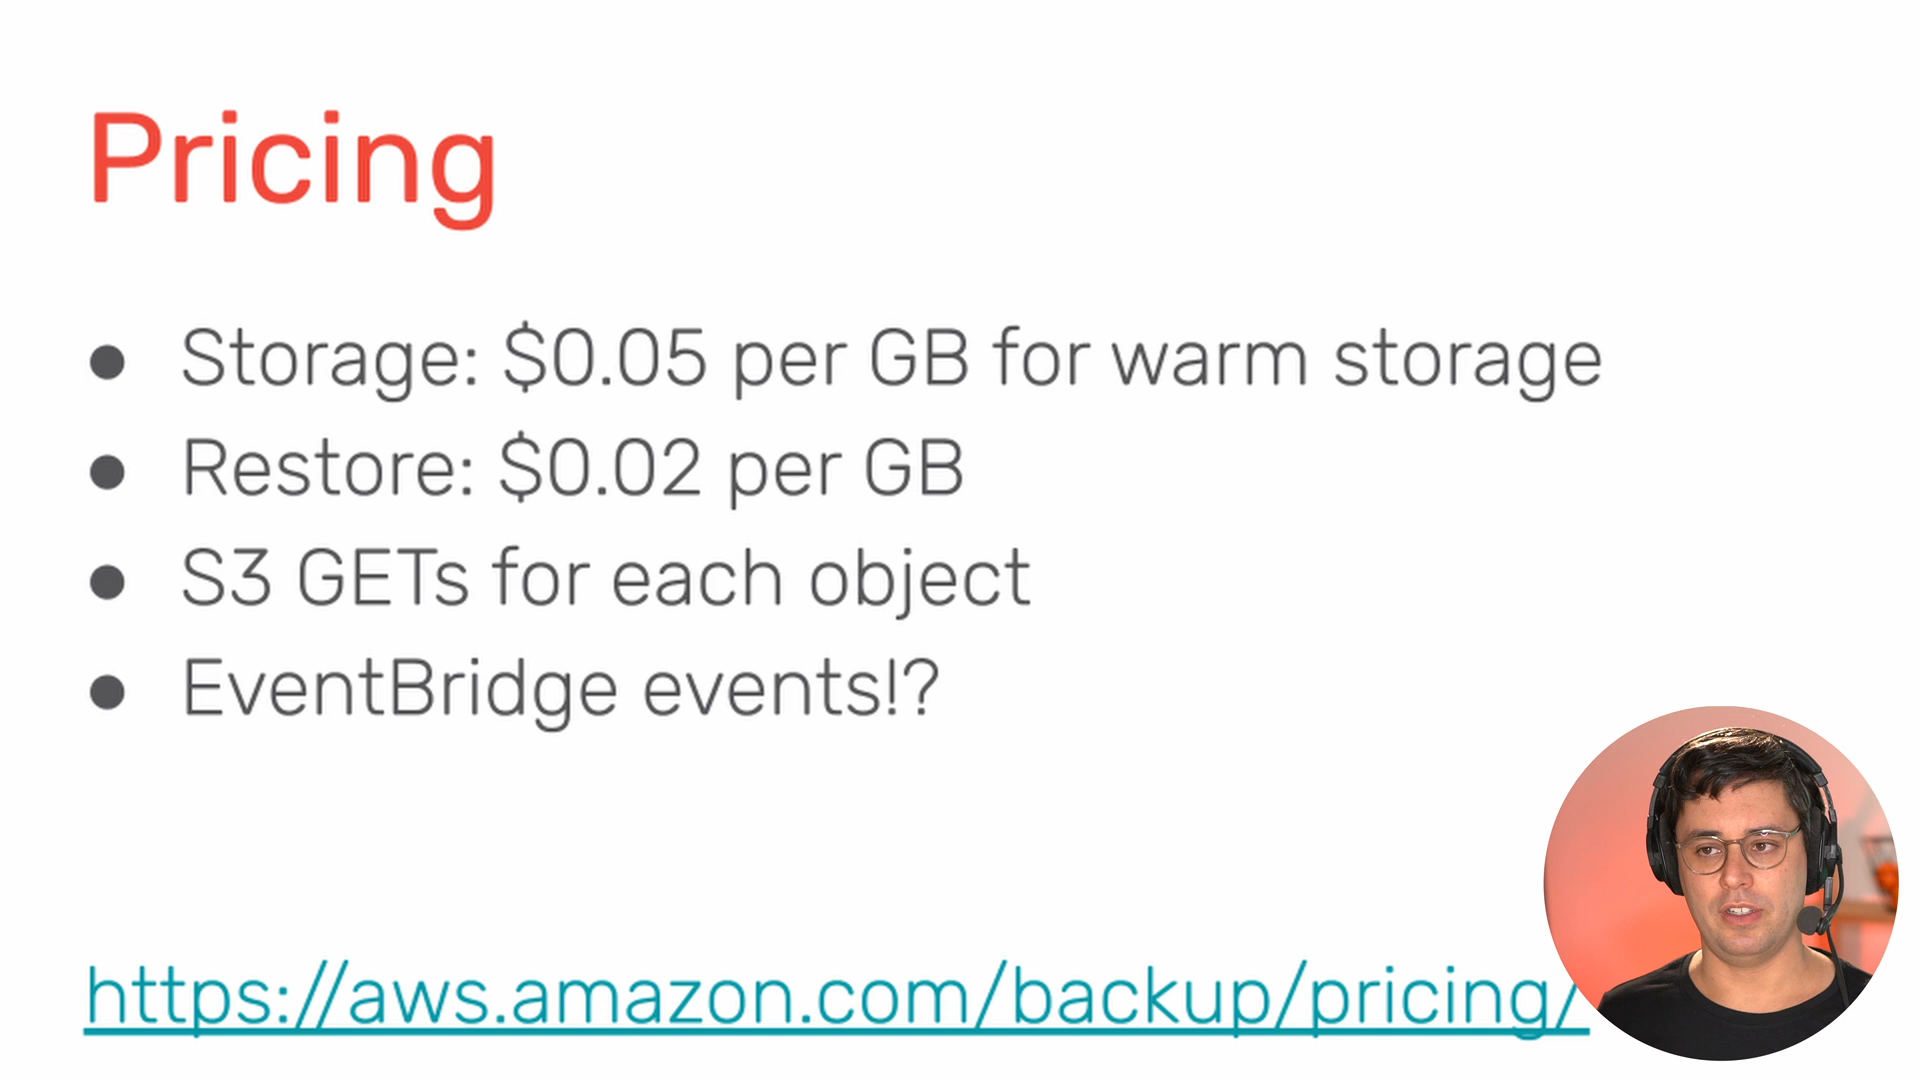 Pricing
● Storage: $0.05 per GB for warm storage
● Restore: $0.02 per GB
● S3 GETs for each object
● EventBridge events!?
https://aws.amazon.com/backup/pricing/